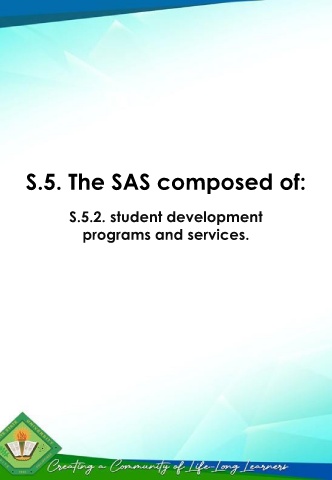 S.5. The SAS composed of:
S.5.2. student development
programs and services.
Creating a Community of Life-Long Learners